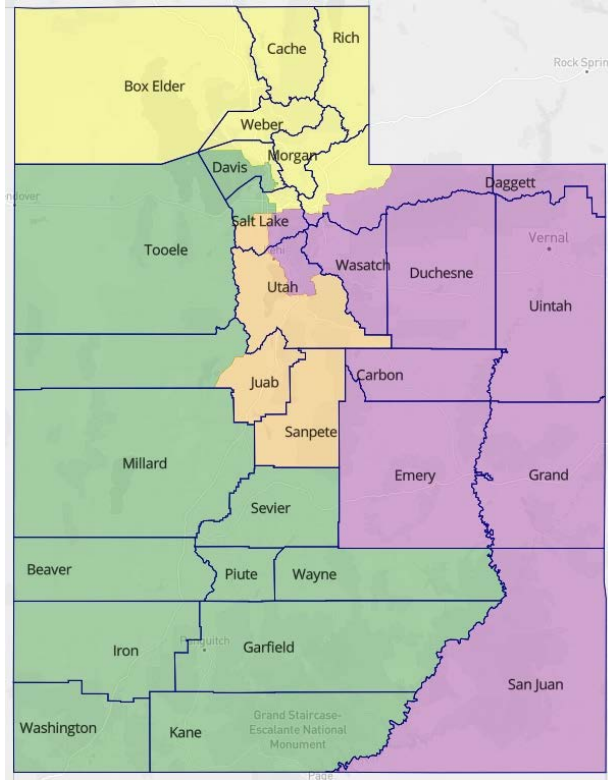 Rich
Cache
Rock Sprin
Box Elder
Weber
Morgan
Davis
Daggett
ndover
Salt Lake
Vernal
Tooele
Wasatch
Duchesne
Utah
Uintah
Carbon
Juab
Sanpete
Millard
Emery
Grand
Sevier
Beaver
Piute
Wayne
Iron
Garfield
San Juan
Grand Staircase-
Escalante National
Monument
Washington
Kane
Page